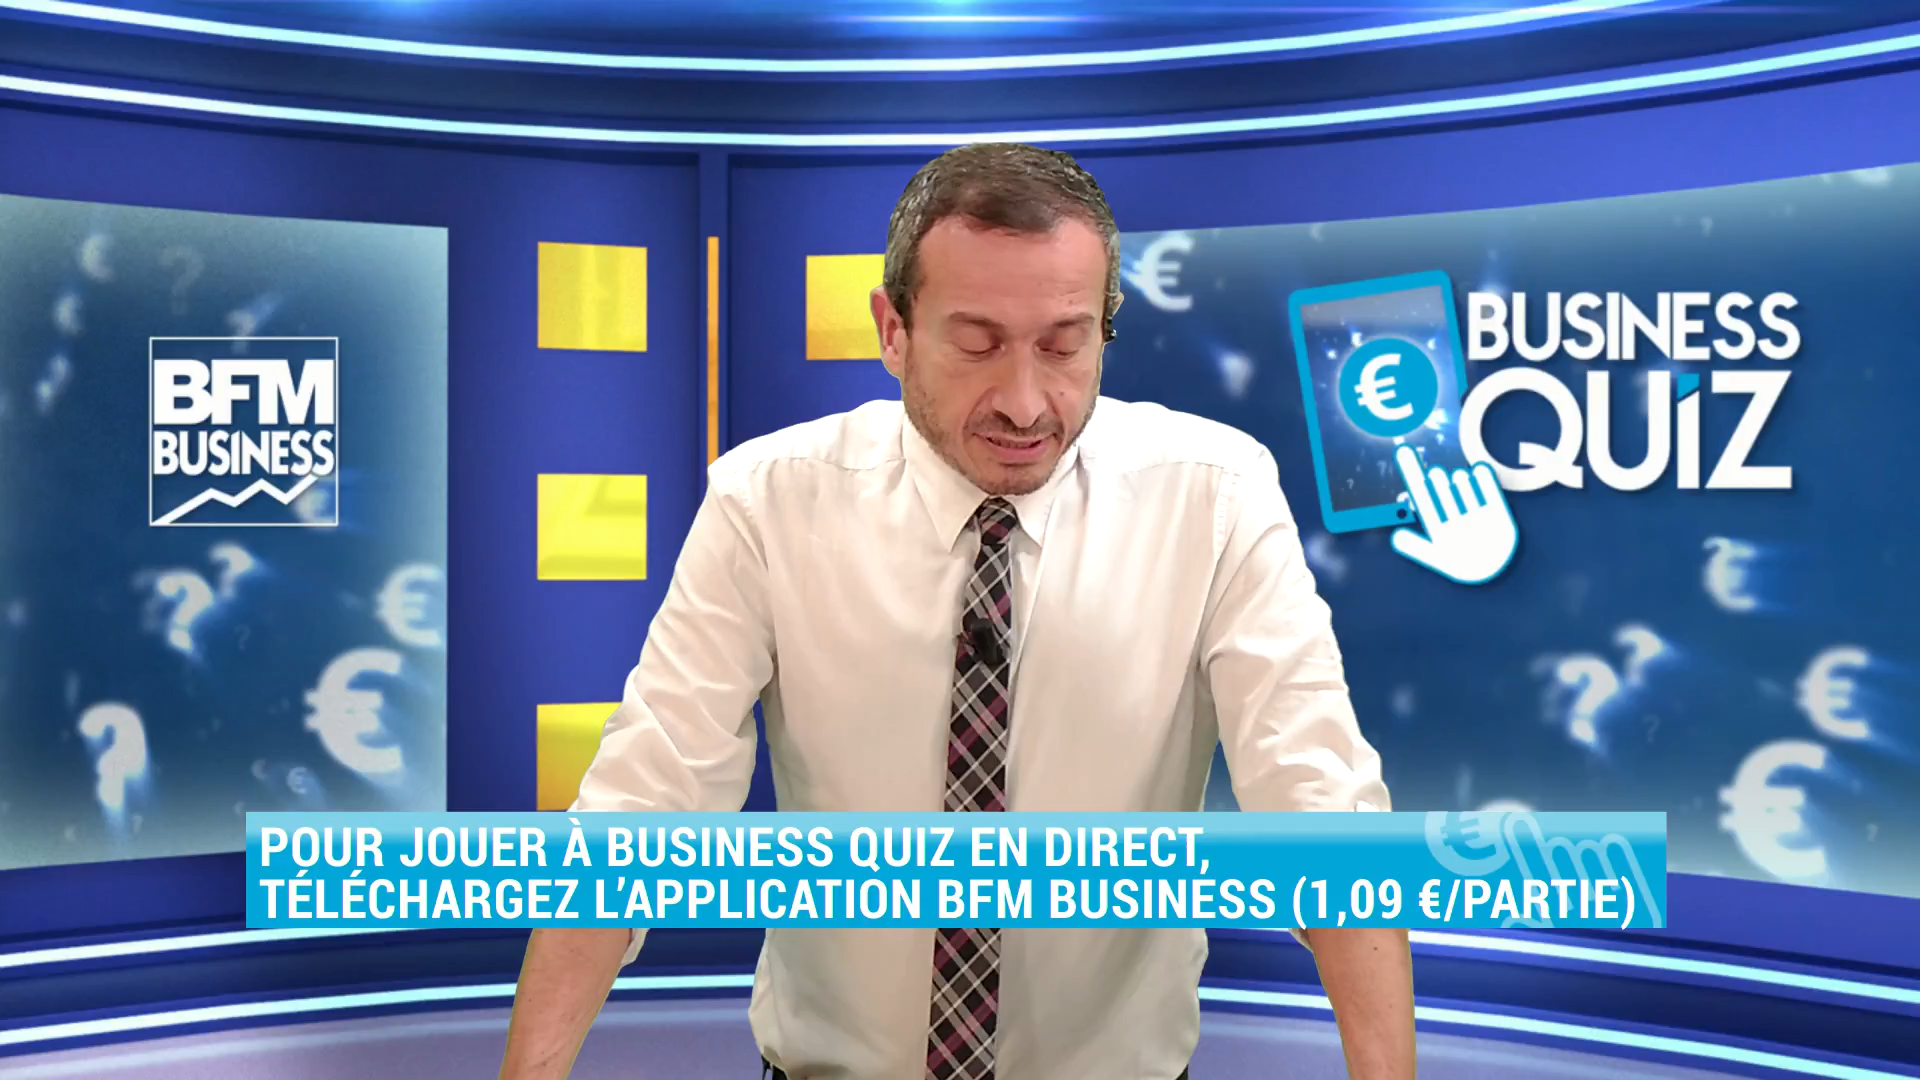 BFM
BUSINESS
BUSINESS
QUIZ
POUR JOUER À BUSINESS QUIZ EN DIRECT,
TÉLÉCHARGEZ L'APPLICATION BFM BUSINESS (1,09 €/PARTIE)